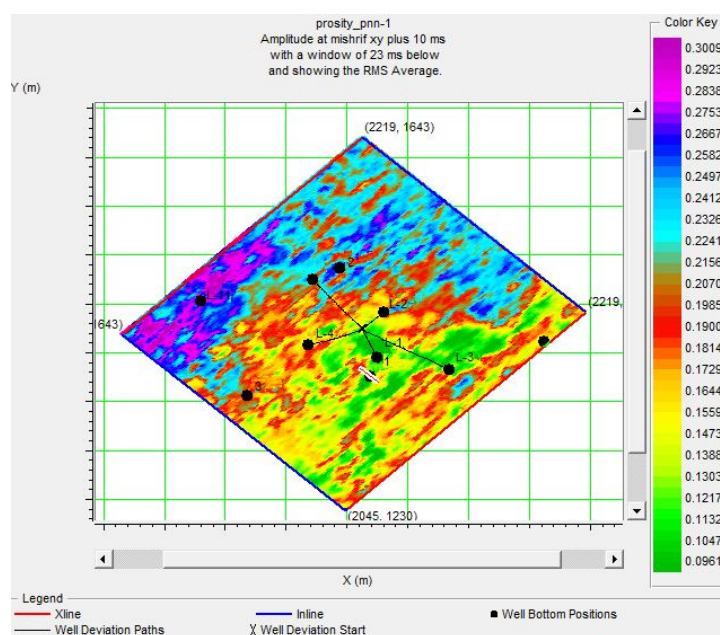 prosity_pnn-1
Amplitude at mishrif xy plus 10 ms
with a window of 23 ms below
and showing the RMS Average.
Y (m)
Color Key
0.3009
0.2924
0.2838
0.2753
0.2667
0.2582
0.2497
0.2412
0.2326
0.2241
0.2156
0.2070
0.1985
0.1900
0.1814
0.1729
0.1644
0.1559
0.1473
0.1388
0.1303
0.1217
0.1132
0.1047
0.0961
(2219, 1643)
2
L-2
(2219,
1643)
L-4
L-1
1
L-3
3
(2045, 1230)
X (m)
Legend
Xline
Inline
Well Bottom Positions
Well Deviation Paths
Well Deviation Start